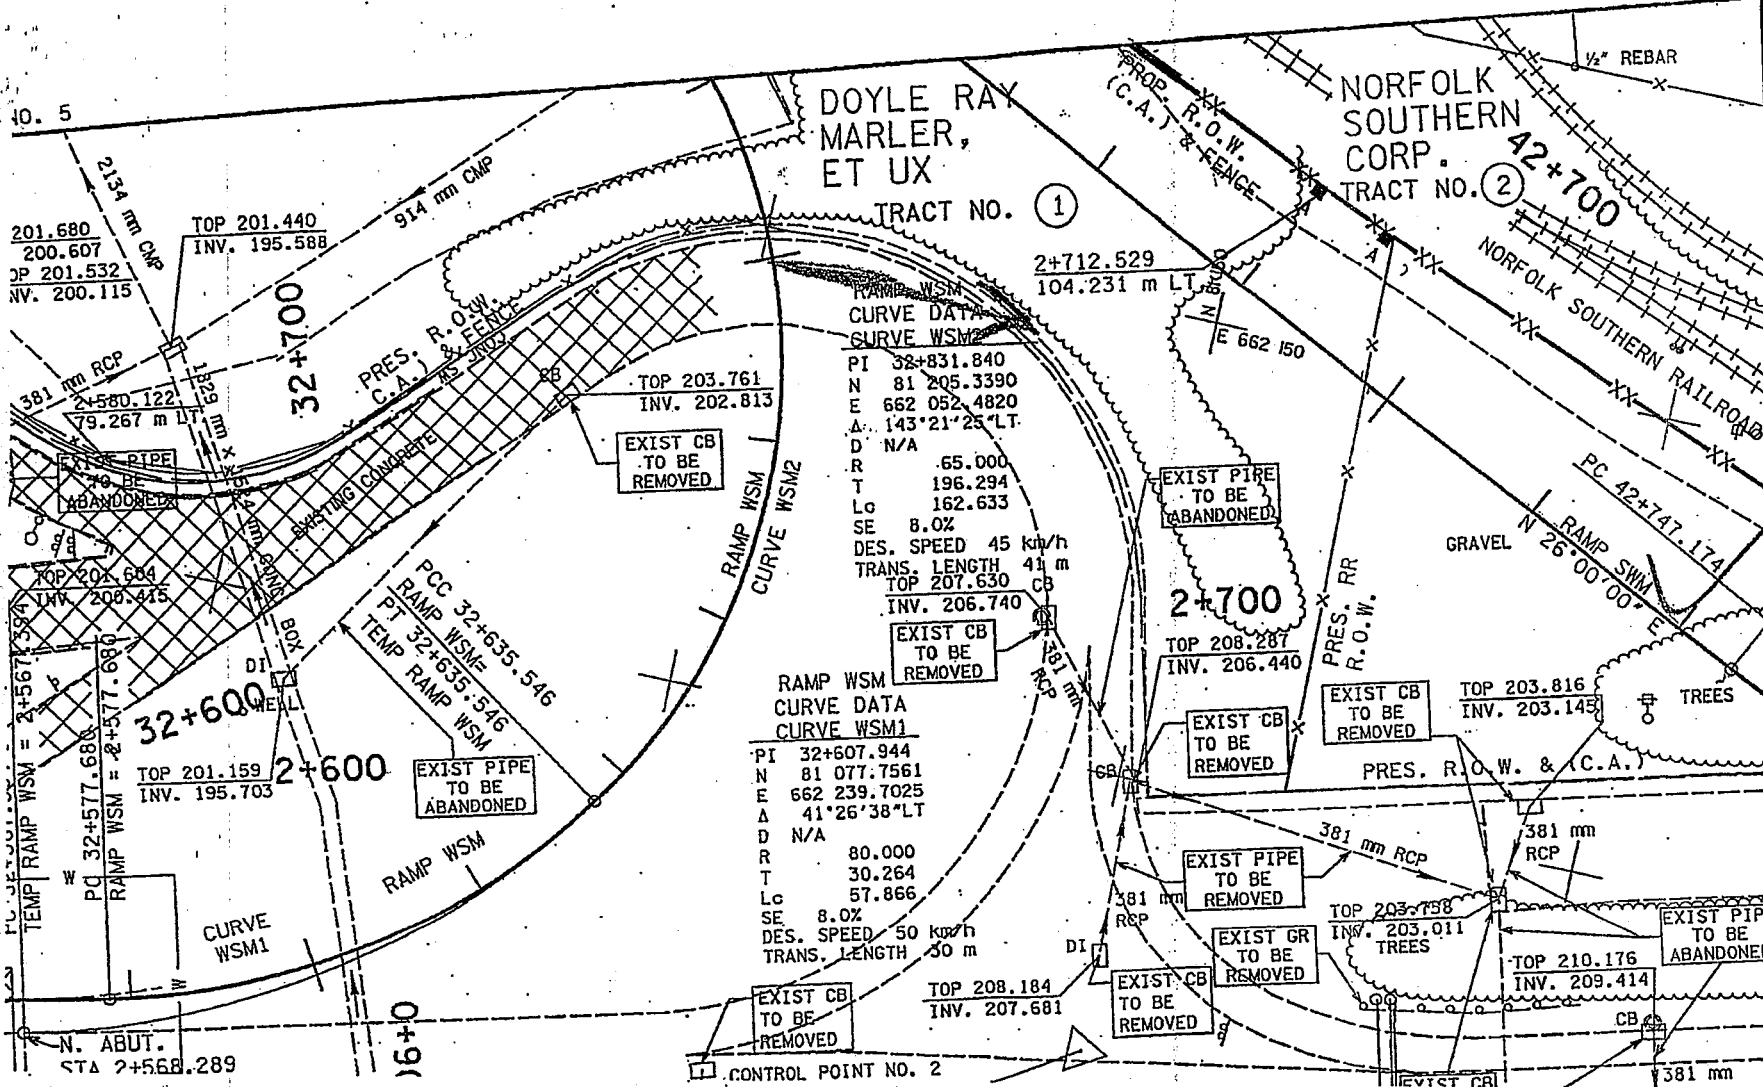 NO. 5
2134 mm CMP
914 mm CMP
201.680
200.607
TOP 201.532
INV. 200.115
TOP 201.440
INV. 195.588
381 mm RCP
2+580.122
79.267 m LT
1829 mm
32+700
PRES. R.O.W.
(C.A.) & FENCE
CONST
EXIST PIPE
TO BE
ABANDONED
EXISTING CONCRETE
CB
TOP 203.761
INV. 202.813
EXIST CB
TO BE
REMOVED
TOP 201.604
INV. 200.415
CONC
BOX
DI
32+600
TOP 201.159
INV. 195.703
2+600
PCC 32+635.546
RAMP WSM=
PT 32+635.546
TEMP RAMP WSM
EXIST PIPE
TO BE
ABANDONED
TEMP RAMP WSM = 2+567.394
PC 32+577.680
RAMP WSM = 2+577.680
W
W
CURVE
WSM1
RAMP WSM
N. ABUT.
STA 2+568.289
RAMP WSM
CURVE WSM2
DOYLE RAY
MARLER,
ET UX
TRACT NO. 1
RAMP WSM
CURVE DATA
CURVE WSM2
PI 32+831.840
N 81 205.3390
E 662 052.4820
Δ 143°21'25"LT
D N/A
R 65.000
T 196.294
Lc 162.633
SE 8.0%
DES. SPEED 45 km/h
TRANS. LENGTH 41 m
TOP 207.630
INV. 206.740
CB
EXIST CB
TO BE
REMOVED
381 mm
RCP
RAMP WSM
CURVE DATA
CURVE WSM1
PI 32+607.944
N 81 077.7561
E 662 239.7025
Δ 41°26'38"LT
D N/A
R 80.000
T 30.264
Lc 57.866
SE 8.0%
DES. SPEED 50 km/h
TRANS. LENGTH 30 m
EXIST CB
TO BE
REMOVED
CONTROL POINT NO. 2
TOP 208.184
INV. 207.681
DI
EXIST CB
TO BE
REMOVED
381 mm
RCP
EXIST PIPE
TO BE
REMOVED
381 mm RCP
CB
EXIST CB
TO BE
REMOVED
TOP 208.287
INV. 206.440
2+700
EXIST PIPE
TO BE
ABANDONED
2+712.529
104.231 m LT
E 662 150
PROP. R.O.W.
(C.A.) & FENCE
NORFOLK
SOUTHERN
CORP.
TRACT NO. 2
42+700
1/2" REBAR
A
A
NORFOLK SOUTHERN RAILROAD
PC 42+747.174
RAMP SWM
N 26°00'00" E
GRAVEL
PRES. RR
R.O.W.
EXIST CB
TO BE
REMOVED
TOP 203.816
INV. 203.145
TREES
PRES. R.O.W. & (C.A.)
381 mm
RCP
TOP 203.758
INV. 203.011
TREES
EXIST GR
TO BE
REMOVED
EXIST PIPE
TO BE
ABANDONED
TOP 210.176
INV. 209.414
CB
EXIST CB
381 mm